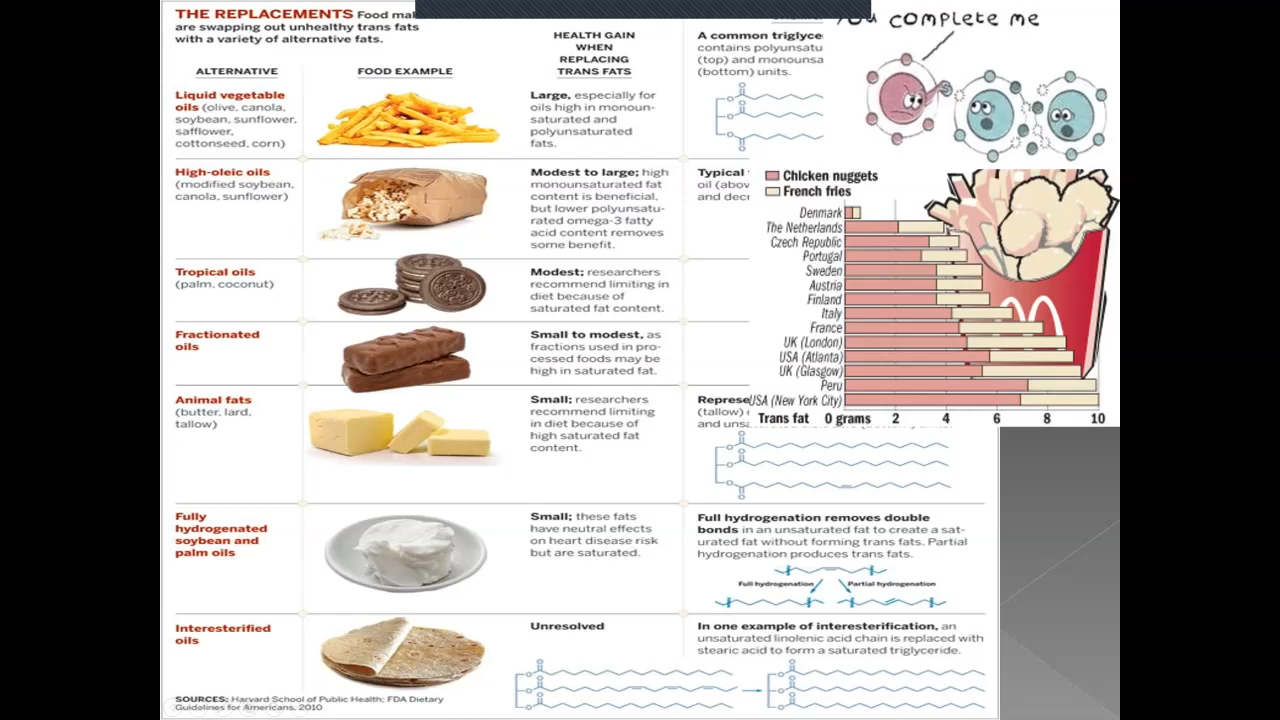 THE REPLACEMENTS Food
are swapping out unhealthy trans fats
with a variety of alternative fats.
ALTERNATIVE
FOOD EXAMPLE
HEALTH GAIN
WHEN
REPLACING
TRANS FATS
Liquid vegetable
oils (olive, canola,
soybean, sunflower,
safflower,
cottonseed, corn)
Large, especially for
oils high in monoun-
saturated and
polyunsaturated
fats.
A common
contains
(top) and
(bottom) units.
High-oleic oils
(modified soybean,
canola, sunflower)
Modest to large; high
monounsaturated fat
content is beneficial,
but lower polyunsatu-
rated omega-3 fatty
acid content removes
some benefit.
Typical
oil
and
Tropical oils
(palm, coconut)
Modest; researchers
recommend limiting in
diet because of
saturated fat content.
Fractionated
oils
Small to modest, as
fractions used in pro-
cessed foods may be
high in saturated fat.
Animal fats
(butter, lard,
tallow)
Small; researchers
recommend limiting
in diet because of
high saturated fat
content.
(tallow)
and
Fully
hydrogenated
soybean and
palm oils
Small; these fats
have neutral effects
on heart disease risk
but are saturated.
Full hydrogenation removes double
bonds in an unsaturated fat to create a sat-
urated fat without forming trans fats. Partial
hydrogenation produces trans fats.
Full hydrogenation
Partial hydrogenation
Interesterified
oils
Unresolved
In one example of interesterification, an
unsaturated linolenic acid chain is replaced with
stearic acid to form a saturated triglyceride.
SOURCES: Harvard School of Public Health; FDA Dietary
Guidelines for Americans, 2010
You complete me
Chicken nuggets
French fries
Denmark
The Netherlands
Czech Republic
Portugal
Sweden
Austria
Finland
Italy
France
UK (London)
USA (Atlanta)
UK (Glasgow)
Peru
USA (New York City)
Trans fat 0 grams 2 4 6 8 10